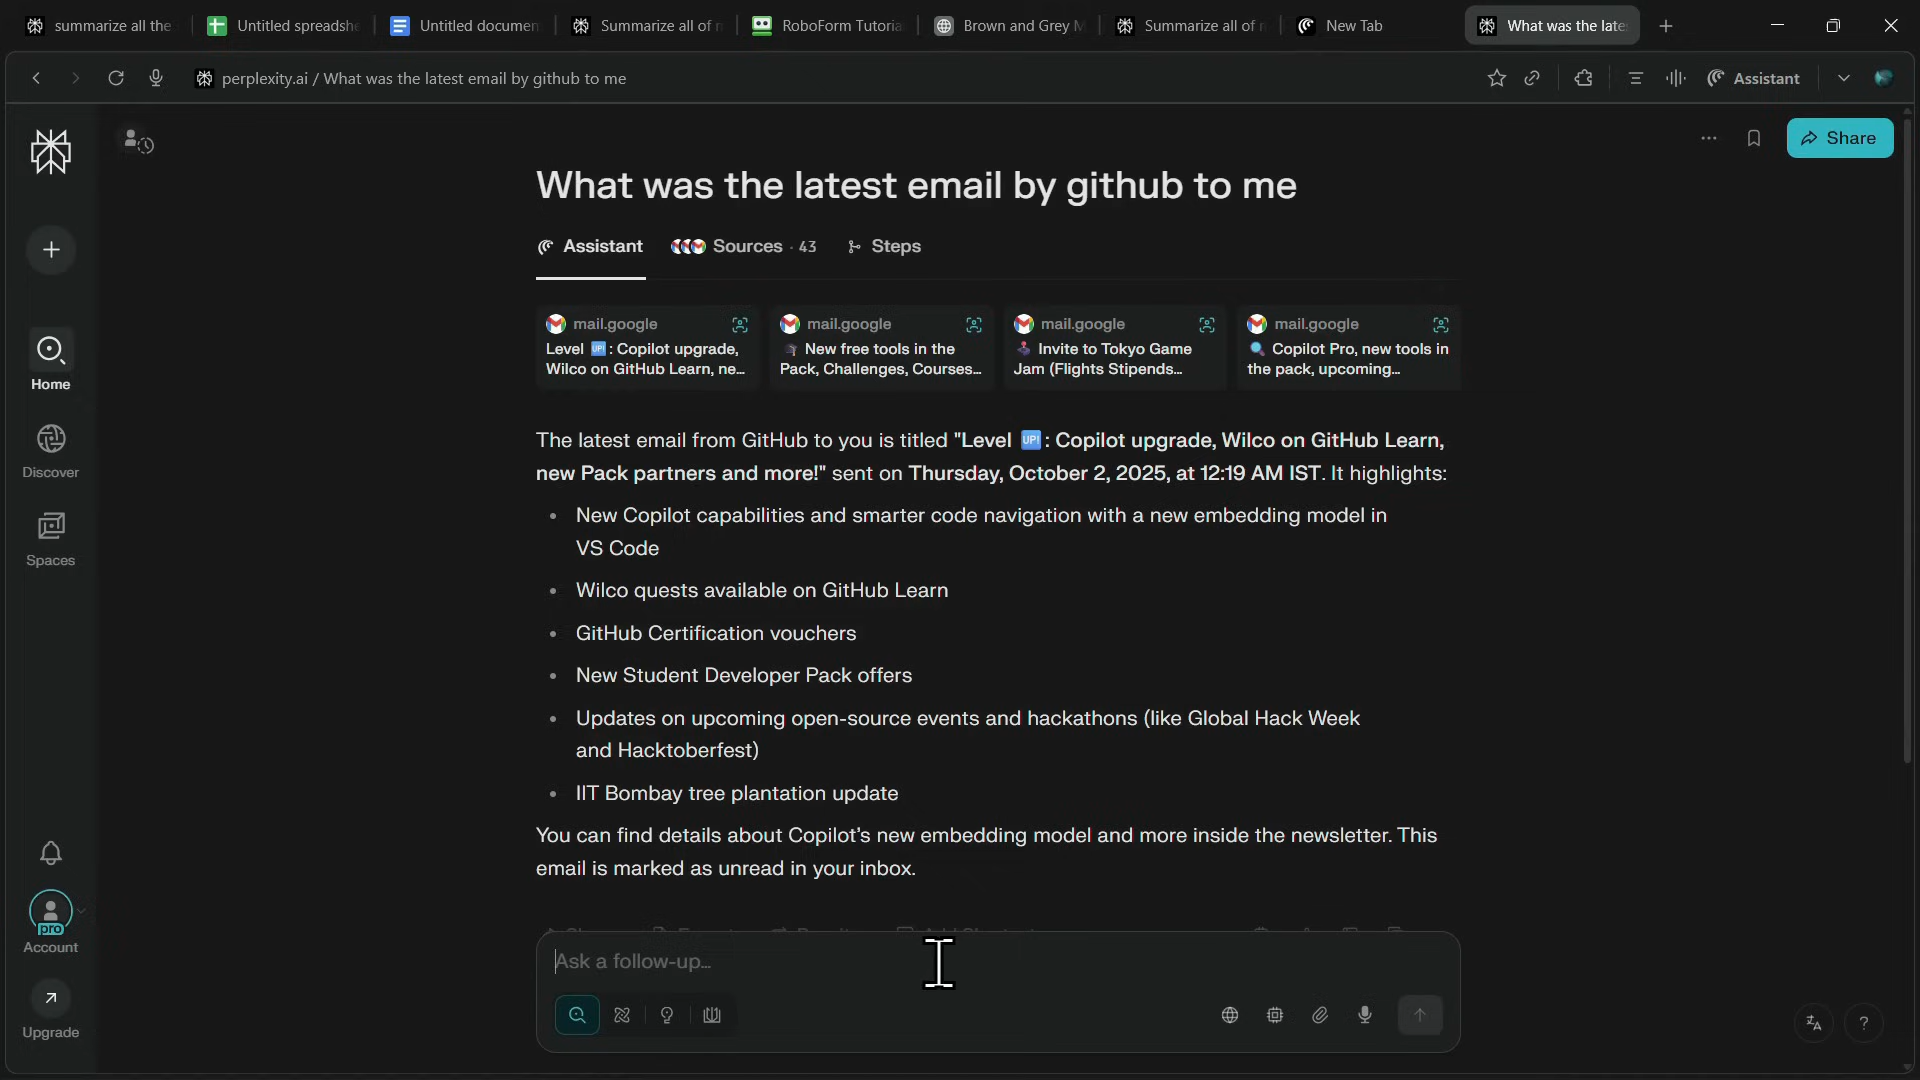 summarize all the
Untitled spreadshe
Untitled documen
Summarize all of m
RoboForm Tutoria
Brown and Grey M
Summarize all of m
New Tab
What was the late
perplexity.ai / What was the latest email by github to me
Assistant
Share
What was the latest email by github to me
Assistant
Sources · 43
Steps
mail.google
Level UP! : Copilot upgrade,
Wilco on GitHub Learn, ne...
mail.google
New free tools in the
Pack, Challenges, Courses...
mail.google
Invite to Tokyo Game
Jam (Flights Stipends...
mail.google
Copilot Pro, new tools in
the pack, upcoming...
Home
Discover
Spaces
The latest email from GitHub to you is titled "Level UP! : Copilot upgrade, Wilco on GitHub Learn,
new Pack partners and more!" sent on Thursday, October 2, 2025, at 12:19 AM IST. It highlights:
• New Copilot capabilities and smarter code navigation with a new embedding model in
VS Code
• Wilco quests available on GitHub Learn
• GitHub Certification vouchers
• New Student Developer Pack offers
• Updates on upcoming open-source events and hackathons (like Global Hack Week
and Hacktoberfest)
• IIT Bombay tree plantation update
You can find details about Copilot's new embedding model and more inside the newsletter. This
email is marked as unread in your inbox.
Ask a follow-up...
pro
Account
Upgrade
?